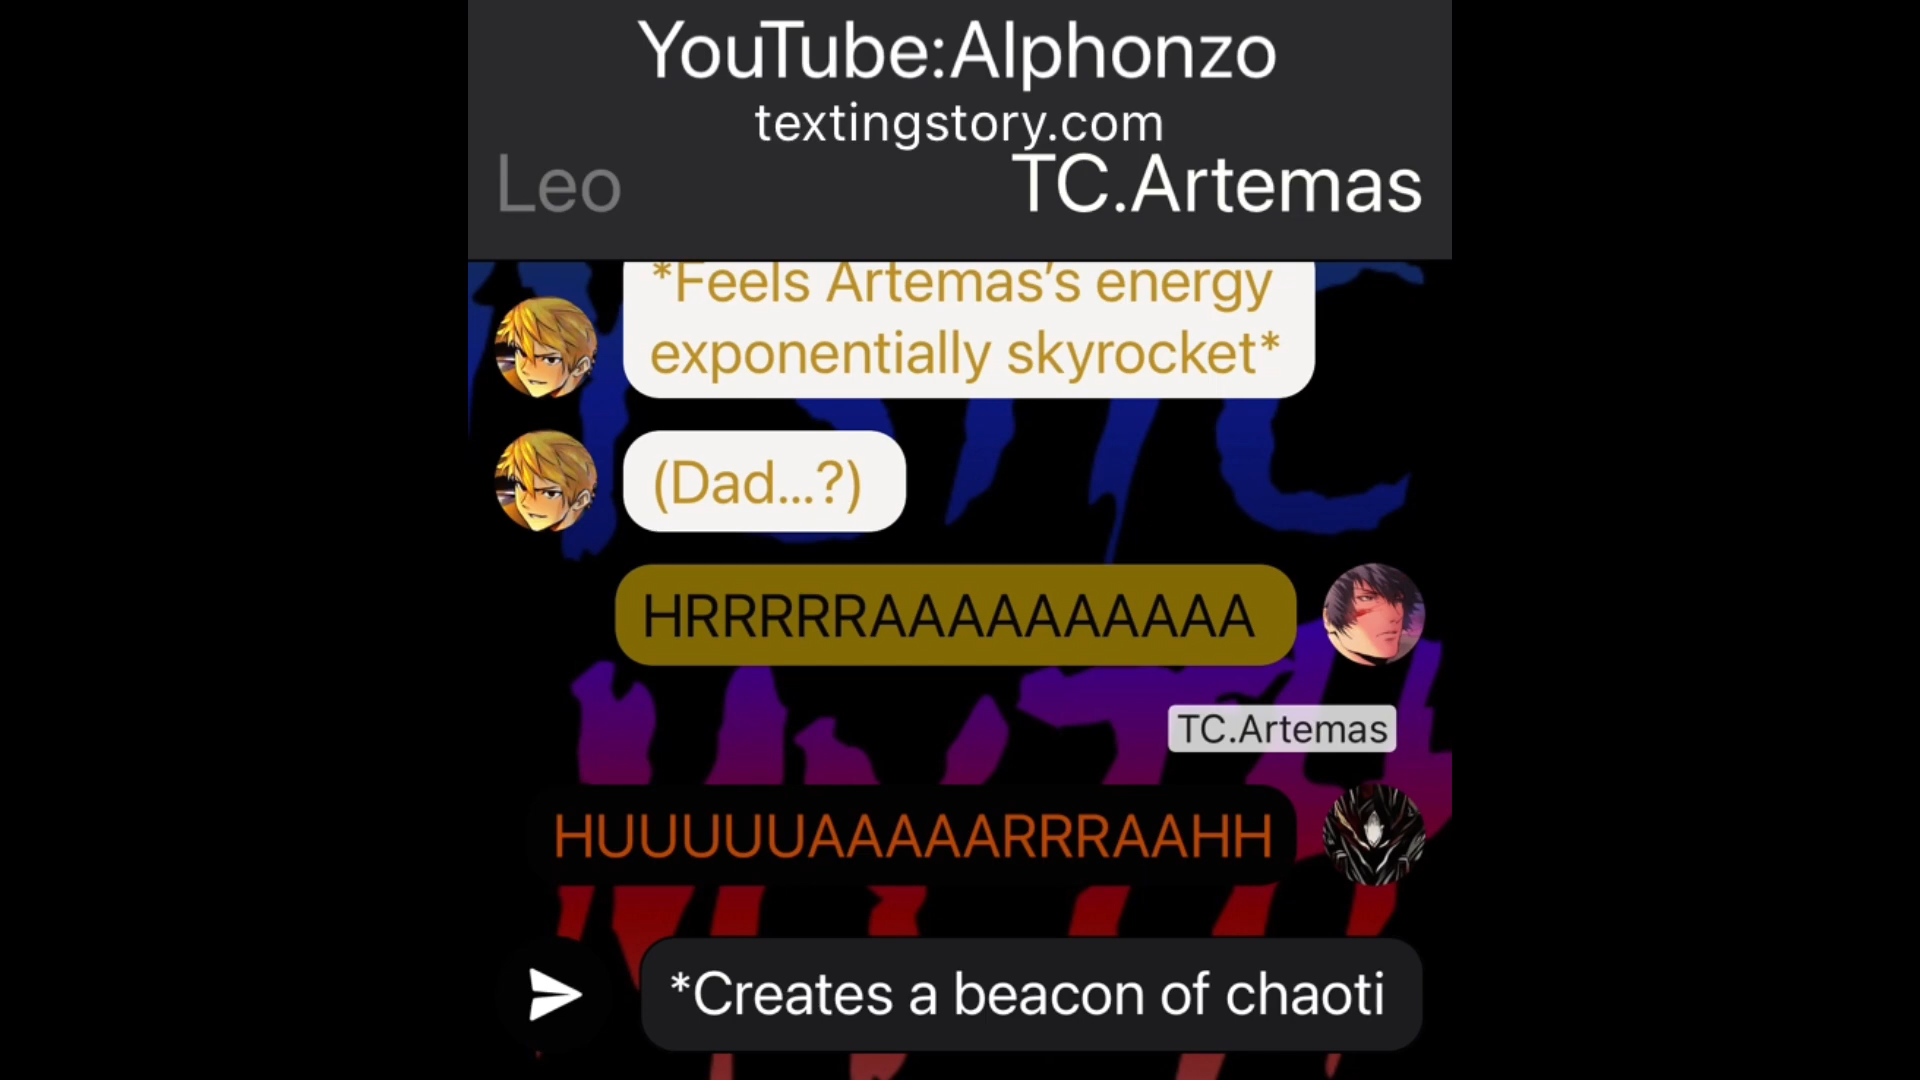 YouTube:Alphonzo
textingstory.com
Leo
TC.Artemas
*Feels Artemas’s energy
exponentially skyrocket*
(Dad...?)
HRRRRRAAAAAAAAAA
TC.Artemas
HUUUUUAAAAARRRAAHH
*Creates a beacon of chaoti